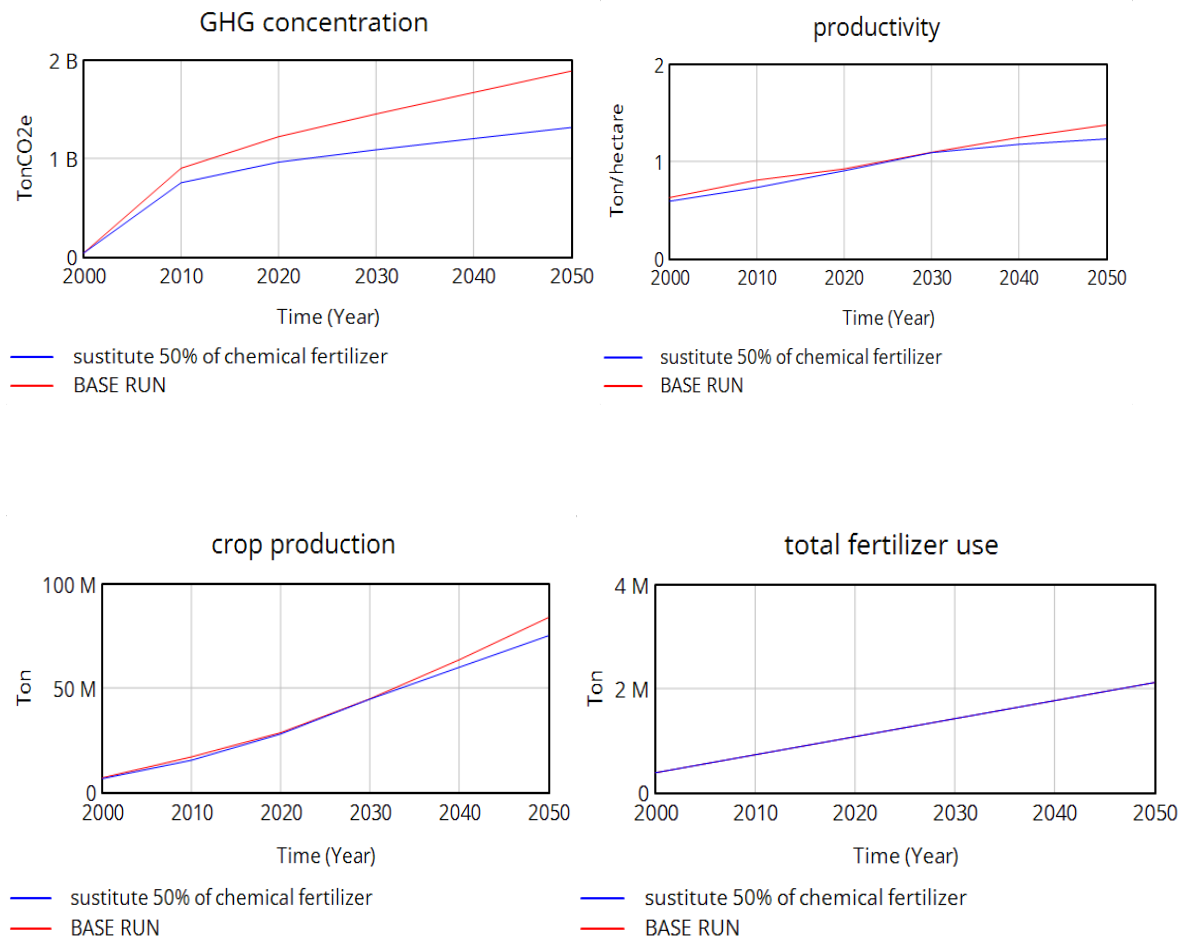 GHG concentration
2 B
1 B
0
TonCO2e
2000 2010 2020 2030 2040 2050
Time (Year)
sustitute 50% of chemical fertilizer
BASE RUN
productivity
2
1
0
Ton/hectare
2000 2010 2020 2030 2040 2050
Time (Year)
sustitute 50% of chemical fertilizer
BASE RUN
crop production
100 M
50 M
0
Ton
2000 2010 2020 2030 2040 2050
Time (Year)
sustitute 50% of chemical fertilizer
BASE RUN
total fertilizer use
4 M
2 M
0
Ton
2000 2010 2020 2030 2040 2050
Time (Year)
sustitute 50% of chemical fertilizer
BASE RUN